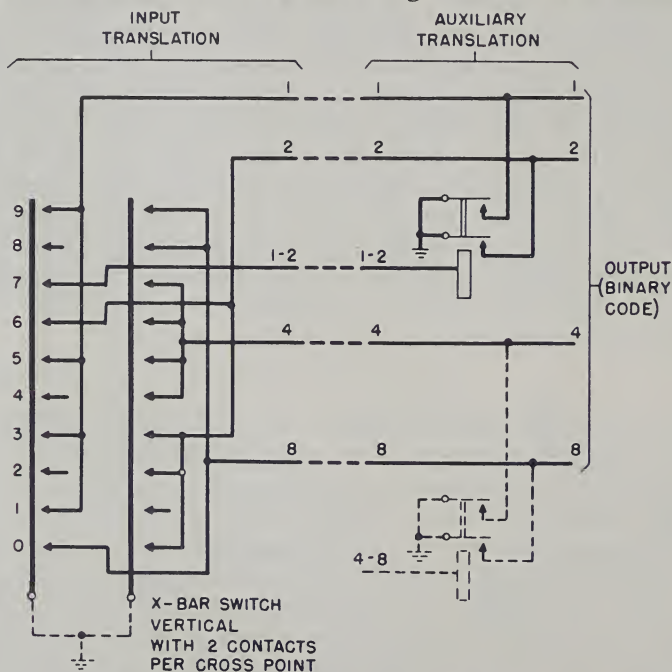 INPUT
TRANSLATION
AUXILIARY
TRANSLATION
1 1 1
2 2 2
9
8
1-2 1-2
7
OUTPUT
(BINARY
CODE)
6
4 4 4
5
4
3
8 8 8
2
1
0
4-8
X-BAR SWITCH
VERTICAL
WITH 2 CONTACTS
PER CROSS POINT